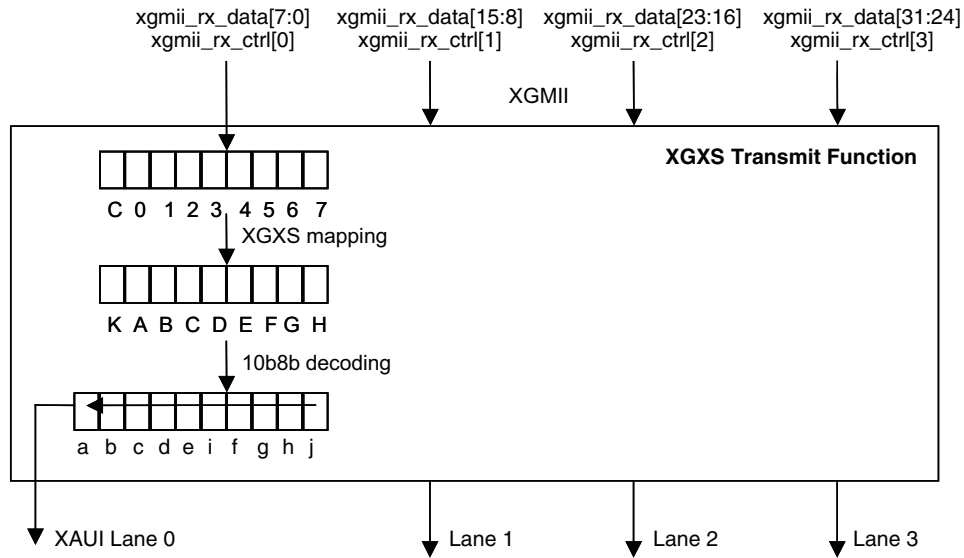 xgmii_rx_data[7:0] xgmii_rx_data[15:8] xgmii_rx_data[23:16] xgmii_rx_data[31:24]
xgmii_rx_ctrl[0] xgmii_rx_ctrl[1] xgmii_rx_ctrl[2] xgmii_rx_ctrl[3]
XGMII
XGXS Transmit Function
C 0 1 2 3 4 5 6 7
XGXS mapping
K A B C D E F G H
10b8b decoding
a b c d e i f g h j
XAUI Lane 0 Lane 1 Lane 2 Lane 3